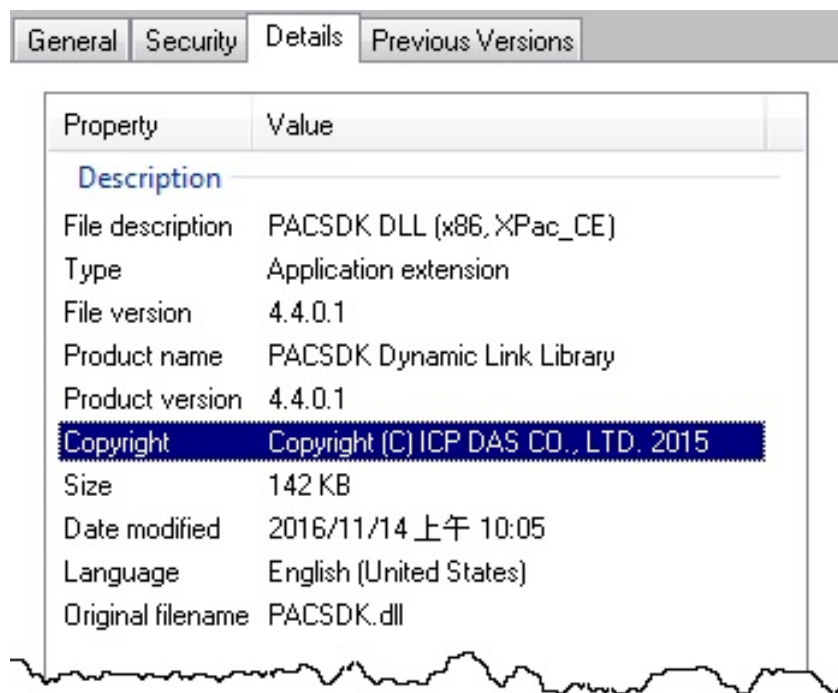 General Security Details Previous Versions
Property Value
Description
File description PACSDK DLL (x86, XPac_CE)
Type Application extension
File version 4.4.0.1
Product name PACSDK Dynamic Link Library
Product version 4.4.0.1
Copyright Copyright (C) ICP DAS CO., LTD. 2015
Size 142 KB
Date modified 2016/11/14 上午 10:05
Language English (United States)
Original filename PACSDK.dll